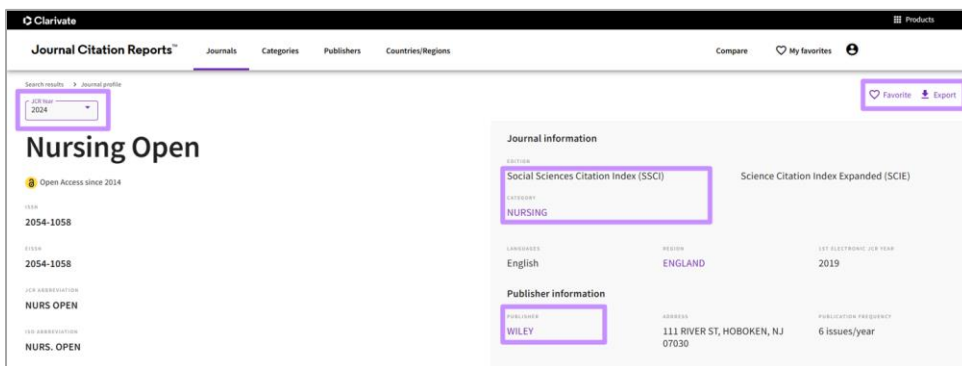 Clarivate
Products
Journal Citation Reports™
Journals
Categories
Publishers
Countries/Regions
Compare
My favorites
Search results > Journal profile
JCR Year
2024
Favorite
Export
Nursing Open
Open Access since 2014
ISSN
2054-1058
EISSN
2054-1058
JCR ABBREVIATION
NURS OPEN
ISO ABBREVIATION
NURS. OPEN
Journal information
EDITION
Social Sciences Citation Index (SSCI)
Science Citation Index Expanded (SCIE)
CATEGORY
NURSING
LANGUAGES
REGION
1ST ELECTRONIC JCR YEAR
English
ENGLAND
2019
Publisher information
PUBLISHER
ADDRESS
PUBLICATION FREQUENCY
WILEY
111 RIVER ST, HOBOKEN, NJ
07030
6 issues/year